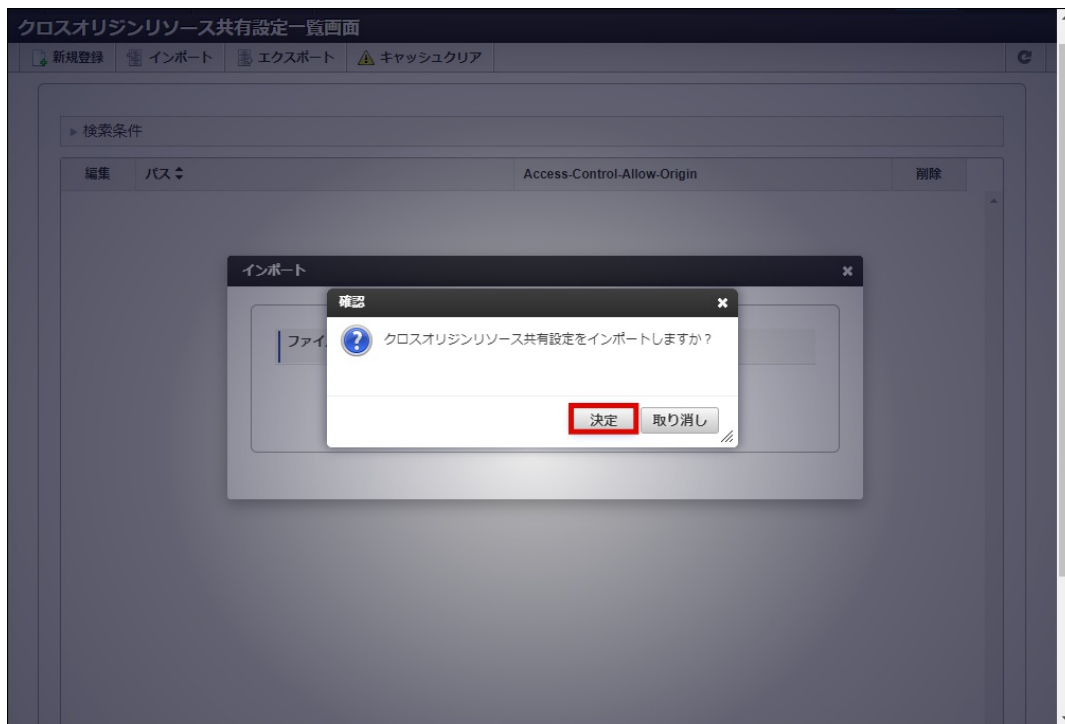 クロスオリジンリソース共有設定一覧画面
新規登録 インポート エクスポート キャッシュクリア
検索条件
編集 パス Access-Control-Allow-Origin 削除
インポート
確認
ファイ
クロスオリジンリソース共有設定をインポートしますか？
決定 取り消し